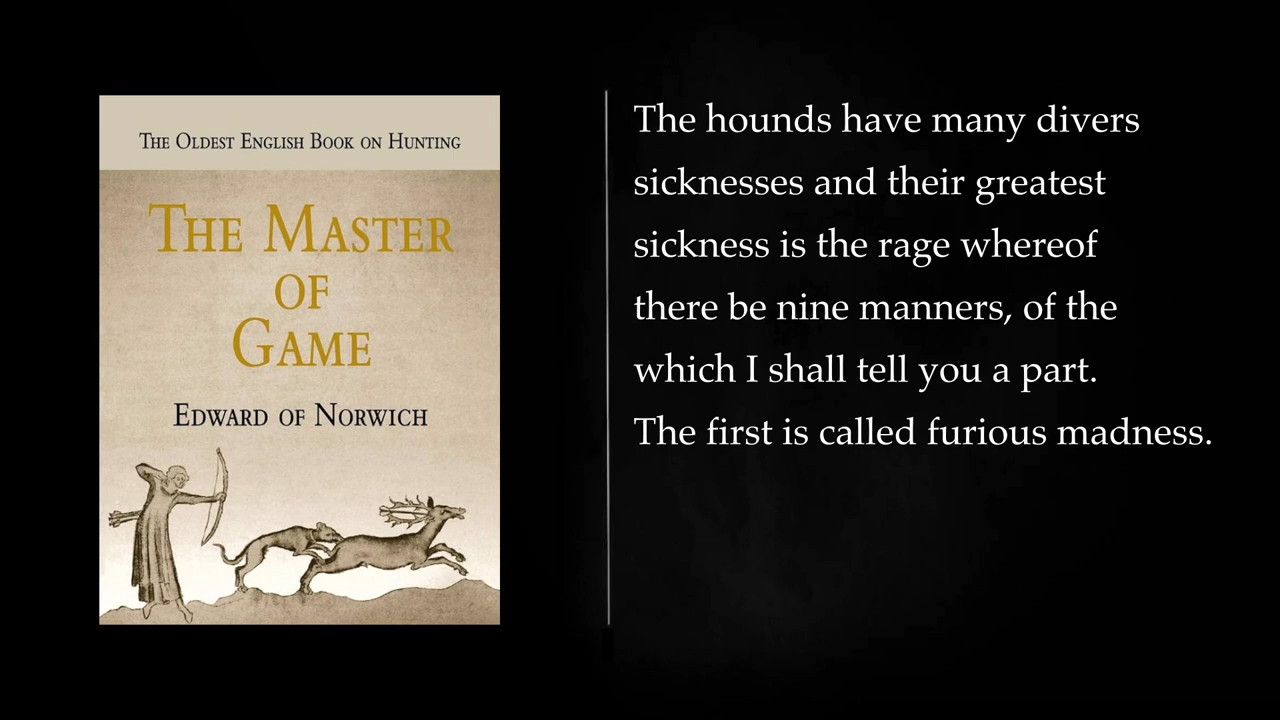 The Oldest English Book on Hunting
The Master
of
Game
Edward of Norwich
The hounds have many divers
sicknesses and their greatest
sickness is the rage whereof
there be nine manners, of the
which I shall tell you a part.
The first is called furious madness.